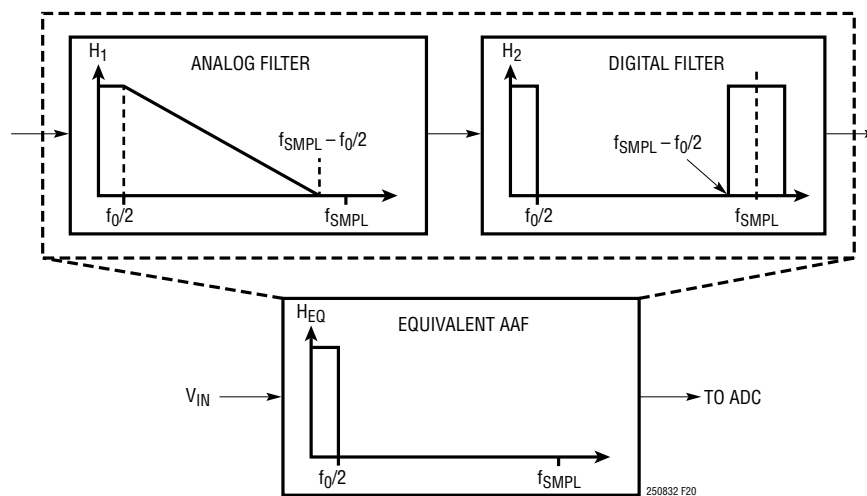 H1
ANALOG FILTER
fSMPL – f0/2
f0/2
fSMPL
H2
DIGITAL FILTER
fSMPL – f0/2
f0/2
fSMPL
HEQ
EQUIVALENT AAF
VIN
TO ADC
f0/2
fSMPL
250832 F20